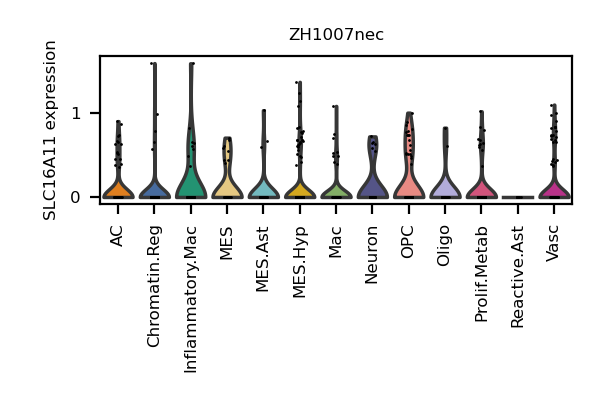 ZH1007nec
SLC16A11 expression
1
0
AC
Chromatin.Reg
Inflammatory.Mac
MES
MES.Ast
MES.Hyp
Mac
Neuron
OPC
Oligo
Prolif.Metab
Reactive.Ast
Vasc